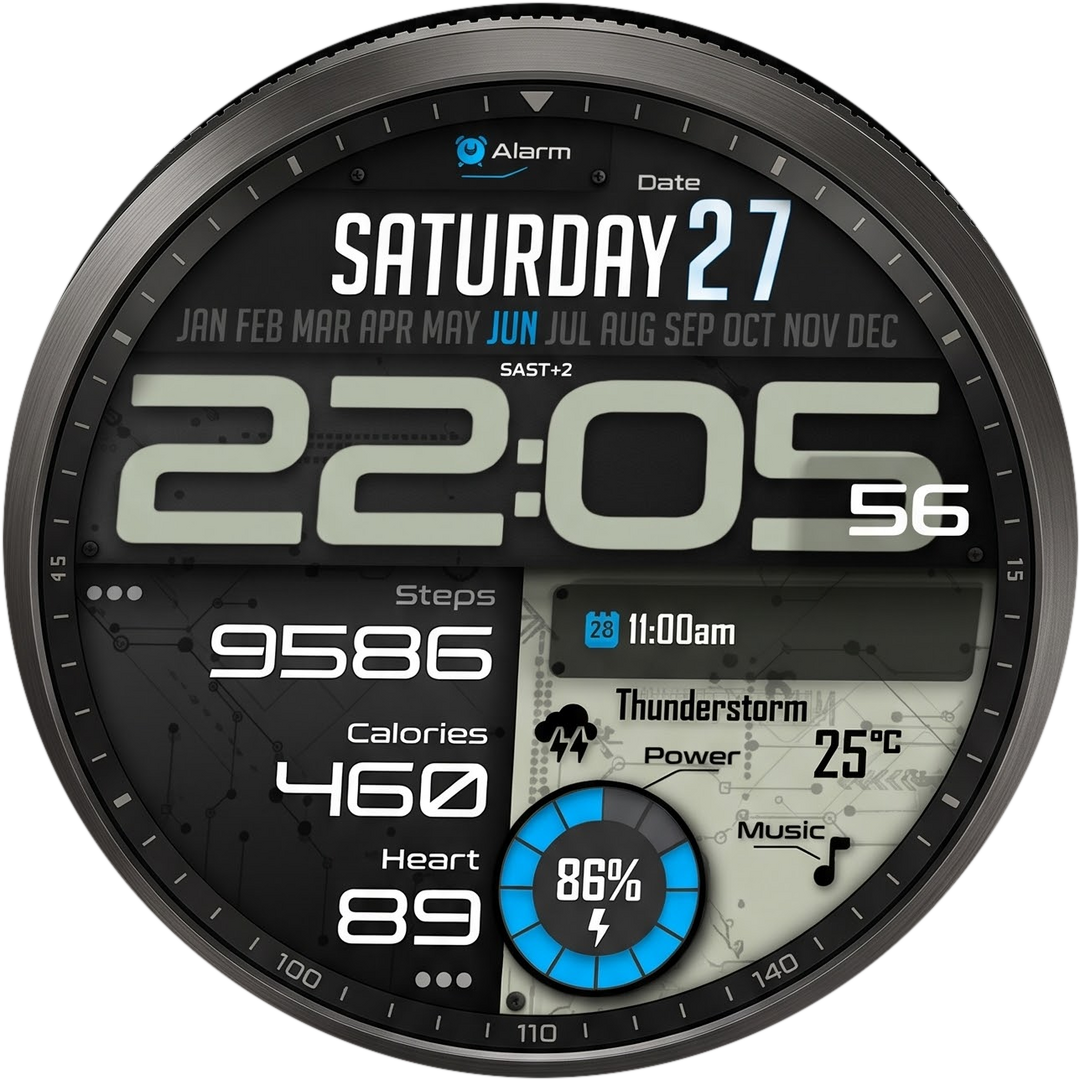 Alarm
Date
SATURDAY 27
JAN FEB MAR APR MAY JUN JUL AUG SEP OCT NOV DEC
SAST+2
22:05
56
45
15
Steps
9586
28 11:00am
Thunderstorm
25°C
Calories
460
Power
Music
Heart
89
86%
100
140
110